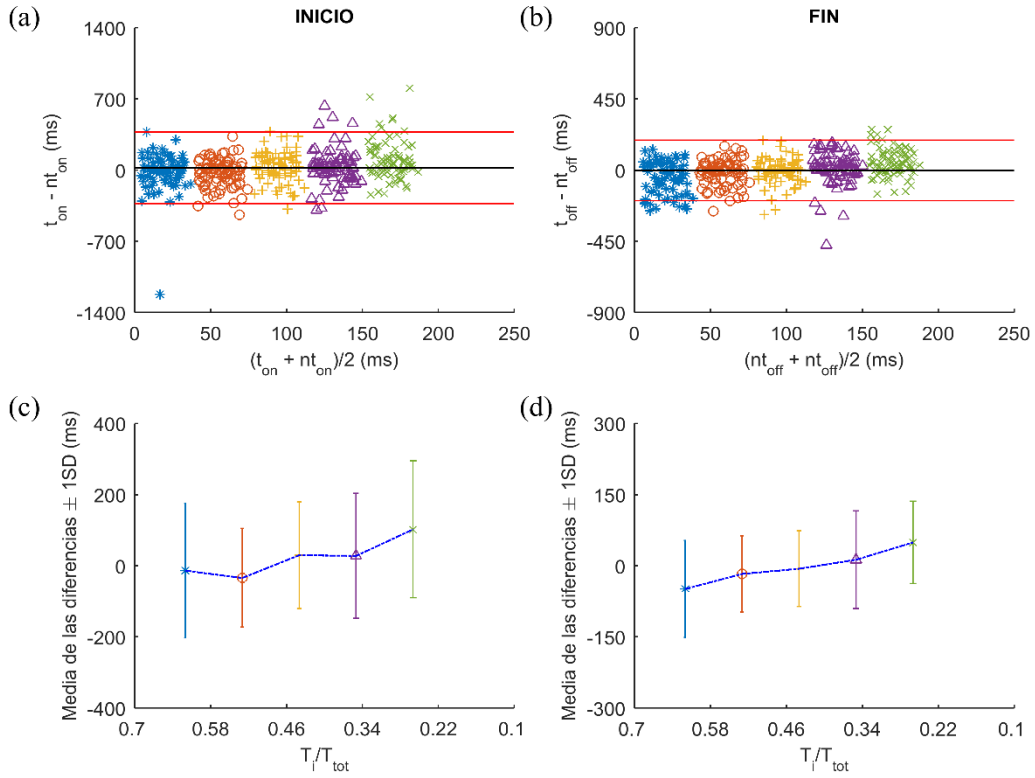 (a)
INICIO
1400
700
0
-700
-1400
t_on - nt_on (ms)
0 50 100 150 200 250
(t_on + nt_on)/2 (ms)
(b)
FIN
900
450
0
-450
-900
t_off - nt_off (ms)
0 50 100 150 200 250
(nt_off + nt_off)/2 (ms)
(c)
400
200
0
-200
-400
Media de las diferencias ± 1SD (ms)
0.7 0.58 0.46 0.34 0.22 0.1
T_i/T_tot
(d)
300
150
0
-150
-300
Media de las diferencias ± 1SD (ms)
0.7 0.58 0.46 0.34 0.22 0.1
T_i/T_tot